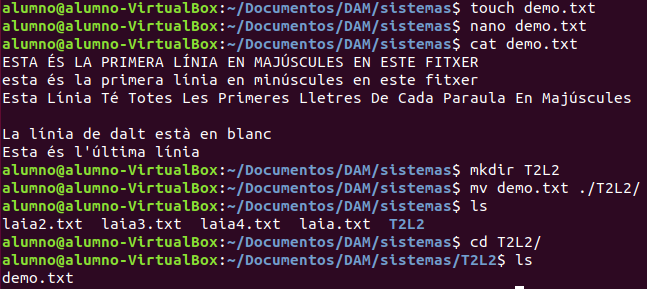 alumno@alumno-VirtualBox:~/Documentos/DAM/sistemas$ touch demo.txt
alumno@alumno-VirtualBox:~/Documentos/DAM/sistemas$ nano demo.txt
alumno@alumno-VirtualBox:~/Documentos/DAM/sistemas$ cat demo.txt
ESTA ÉS LA PRIMERA LÍNIA EN MAJÚSCULES EN ESTE FITXER
esta és la primera línia en minúscules en este fitxer
Esta Línia Té Totes Les Primeres Lletres De Cada Paraula En Majúscules

La línia de dalt està en blanc
Esta és l'última línia
alumno@alumno-VirtualBox:~/Documentos/DAM/sistemas$ mkdir T2L2
alumno@alumno-VirtualBox:~/Documentos/DAM/sistemas$ mv demo.txt ./T2L2/
alumno@alumno-VirtualBox:~/Documentos/DAM/sistemas$ ls
laia2.txt  laia3.txt  laia4.txt  laia.txt  T2L2
alumno@alumno-VirtualBox:~/Documentos/DAM/sistemas$ cd T2L2/
alumno@alumno-VirtualBox:~/Documentos/DAM/sistemas/T2L2$ ls
demo.txt